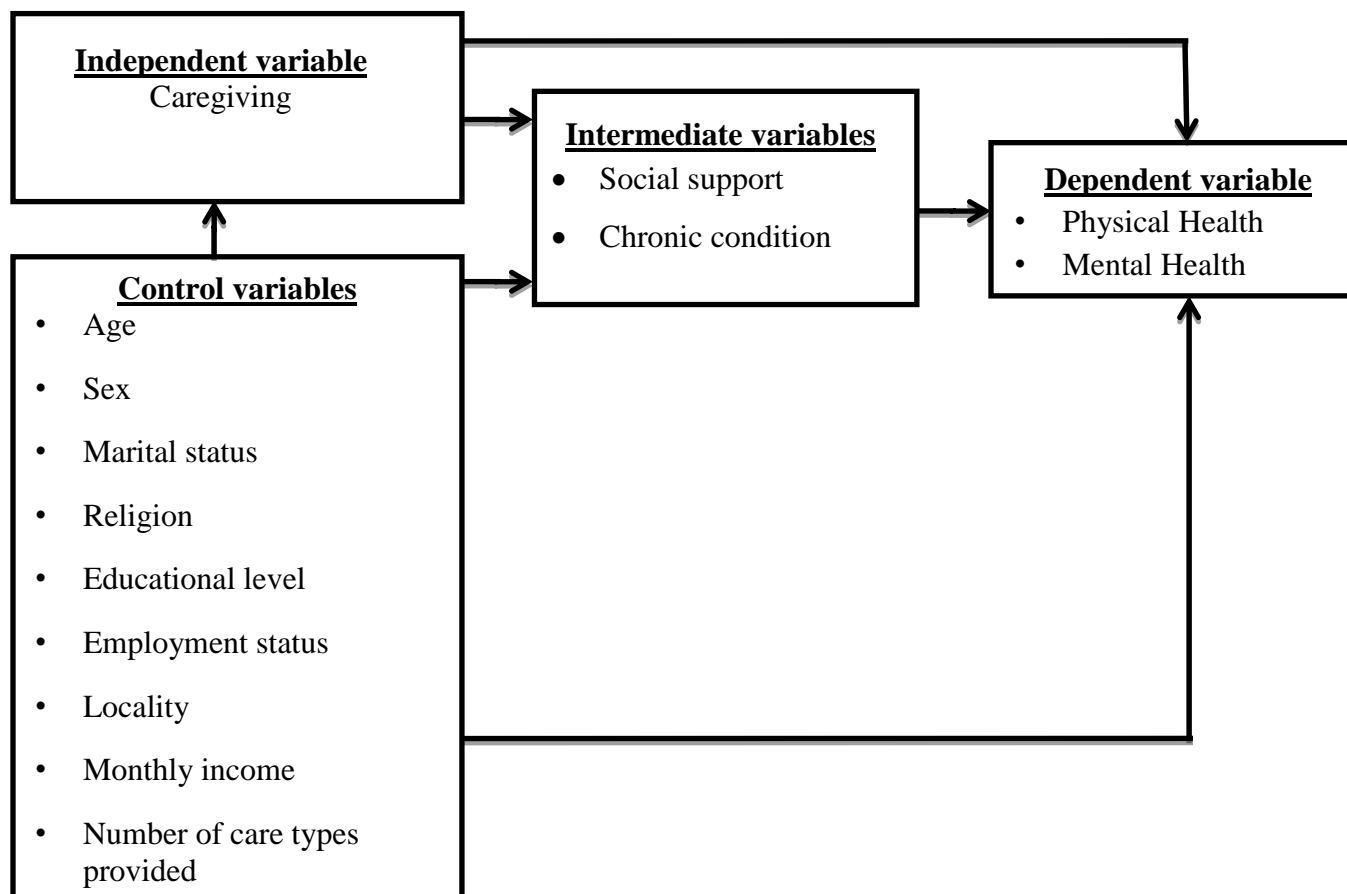 Independent variable
Caregiving
Intermediate variables
• Social support
• Chronic condition
Dependent variable
• Physical Health
• Mental Health
Control variables
• Age
• Sex
• Marital status
• Religion
• Educational level
• Employment status
• Locality
• Monthly income
• Number of care types
provided